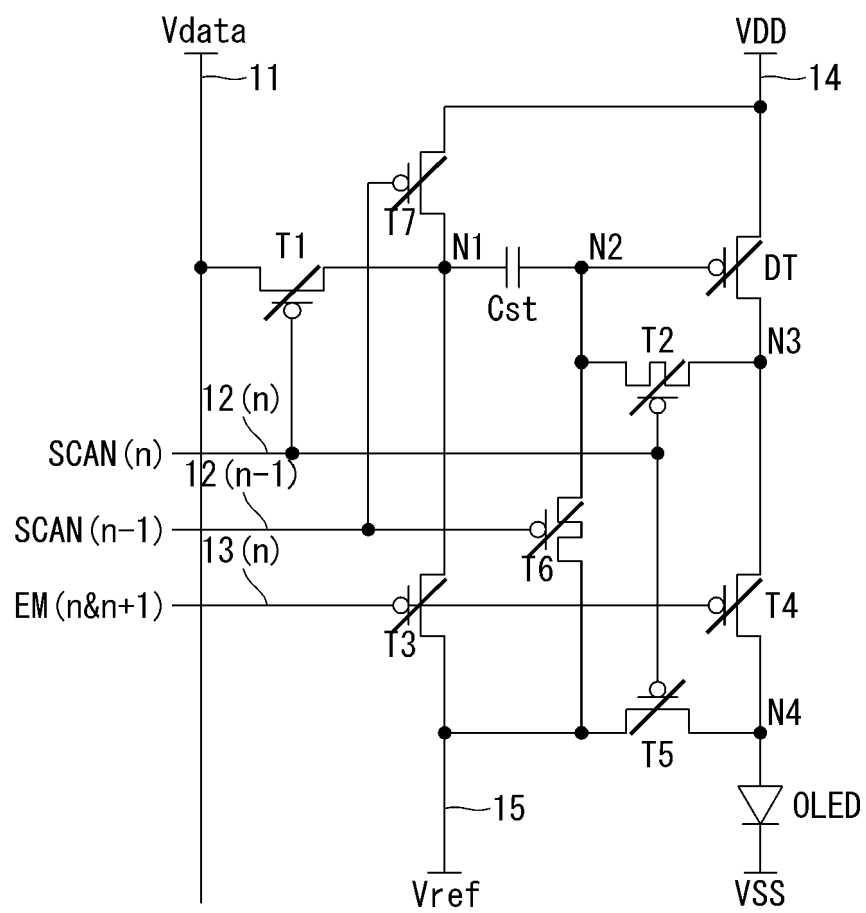 Vdata
VDD
11
14
T7
T1
N1
N2
DT
Cst
T2
N3
12(n)
SCAN(n)
12(n-1)
SCAN(n-1)
13(n)
T6
EM(n&n+1)
T3
T4
N4
T5
15
OLED
Vref
VSS